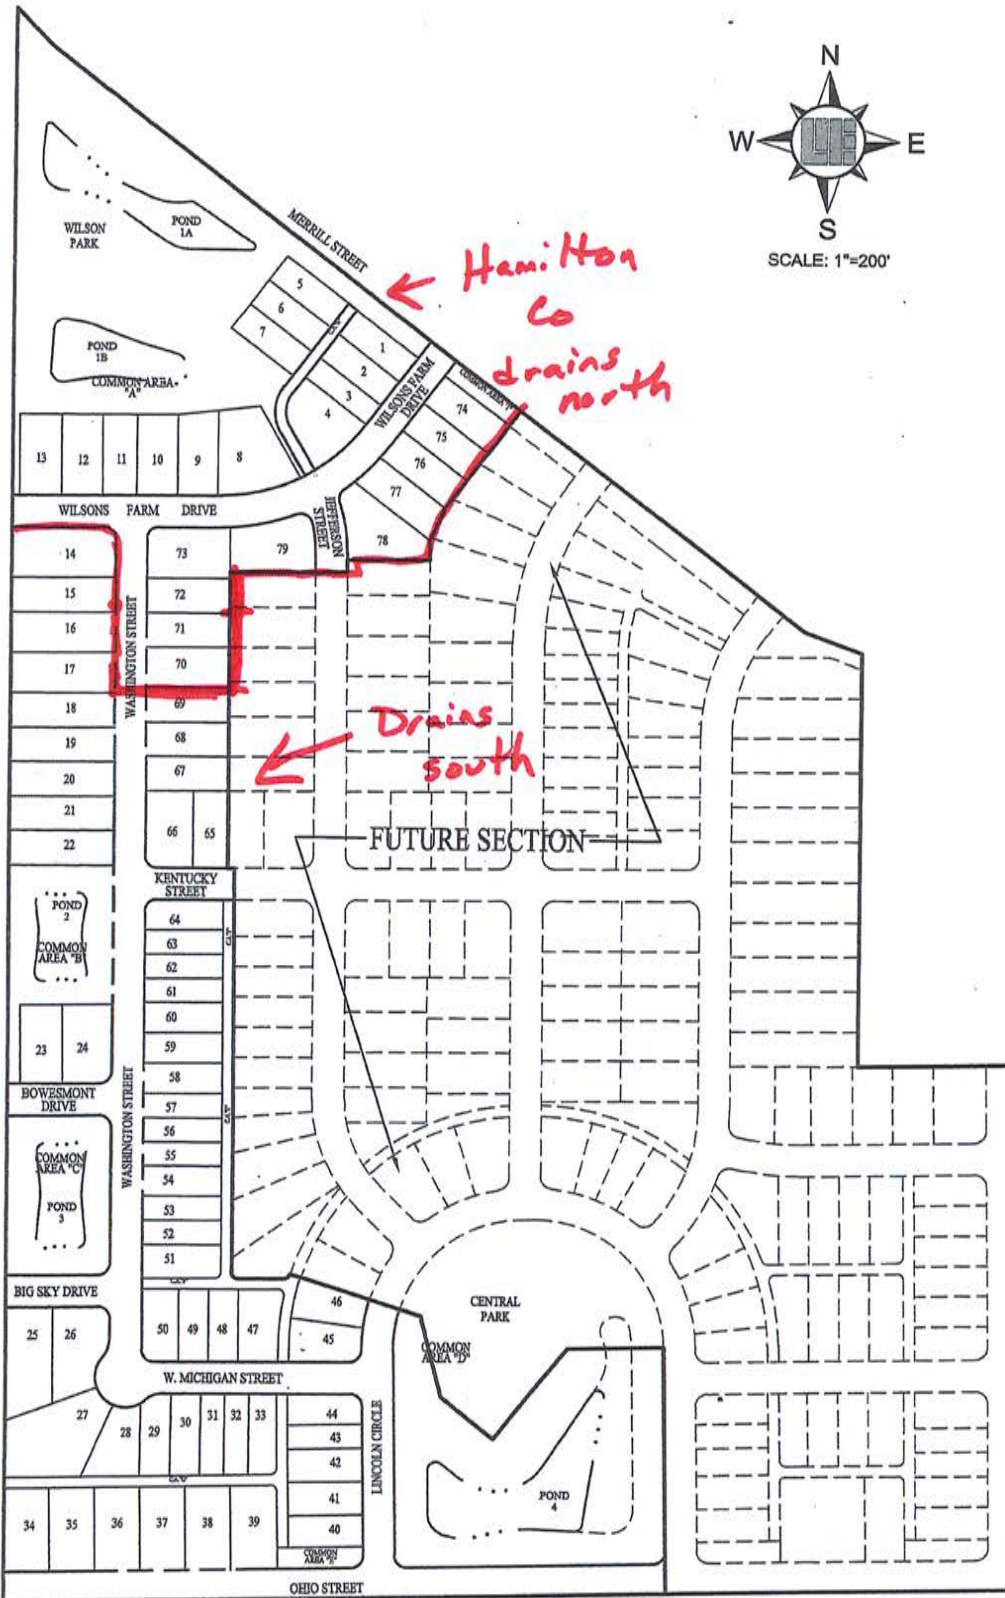 N
W E
S
SCALE: 1"=200'
MERRILL STREET
Hamilton
Co
drains
north
WILSON
PARK
POND
1A
POND
1B
COMMON AREA
"A"
5
6
7
1
2
3
4
WILSONS FARM
DRIVE
74
75
76
77
78
13 12 11 10 9 8
WILSONS FARM DRIVE
JEFFERSON
STREET
79
73
72
71
70
69
68
67
66 65
14
15
16
17
18
19
20
21
22
WASHINGTON STREET
Drains
south
FUTURE SECTION
KENTUCKY
STREET
POND
2
COMMON
AREA "B"
64
63
62
61
60
59
58
57
56
55
54
53
52
51
23 24
BOWESMONT
DRIVE
WASHINGTON STREET
COMMON
AREA "C"
POND
3
BIG SKY DRIVE
25 26
50 49 48 47
46
45
CENTRAL
PARK
COMMON
AREA "D"
W. MICHIGAN STREET
27
28 29 30 31 32 33
44
43
42
41
40
LINCOLN CIRCLE
POND
4
34 35 36 37 38 39
COMMON
OHIO STREET